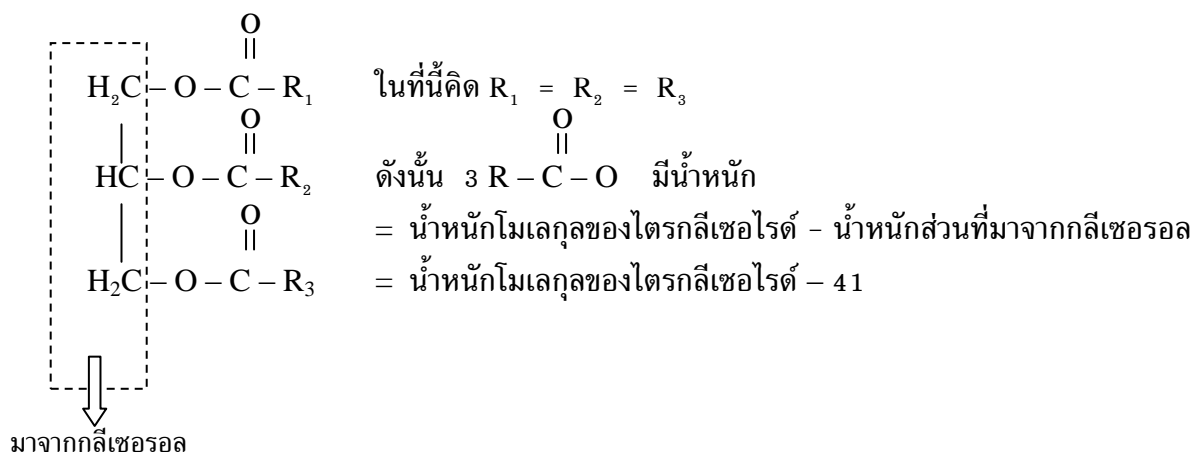 O
H₂C – O – C – R₁ ในที่นี้คิด R₁ = R₂ = R₃
O O
HC – O – C – R₂ ดังนั้น 3 R – C – O มีน้ำหนัก
O = น้ำหนักโมเลกุลของไตรกลีเซอไรด์ – น้ำหนักส่วนที่มาจากกลีเซอรอล
H₂C – O – C – R₃ = น้ำหนักโมเลกุลของไตรกลีเซอไรด์ – 41
มาจากกลีเซอรอล